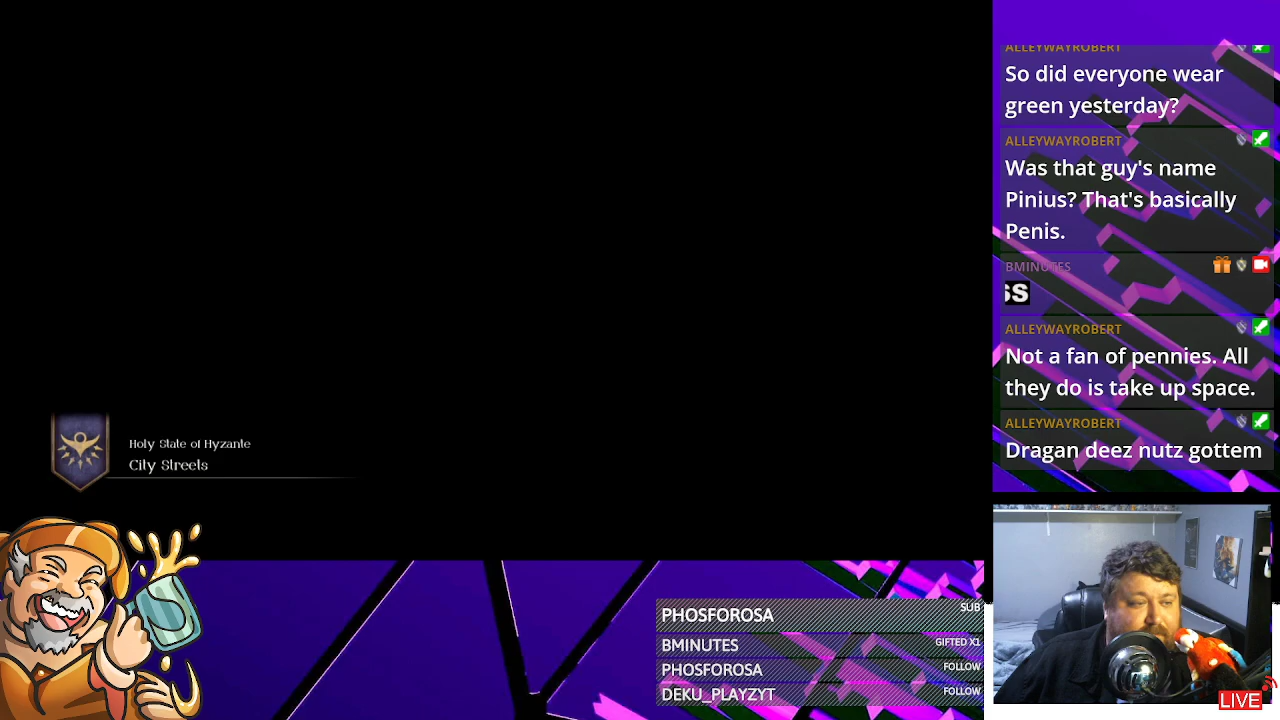 Holy State of Hyzante
City Streets
ALLEYWAYROBERT
So did everyone wear
green yesterday?
ALLEYWAYROBERT
Was that guy's name
Pinius? That's basically
Penis.
BMINUTES
SS
ALLEYWAYROBERT
Not a fan of pennies. All
they do is take up space.
ALLEYWAYROBERT
Dragan deez nutz gottem
PHOSFOROSA SUB
BMINUTES GIFTED X1
PHOSFOROSA FOLLOW
DEKU_PLAYZYT FOLLOW
LIVE